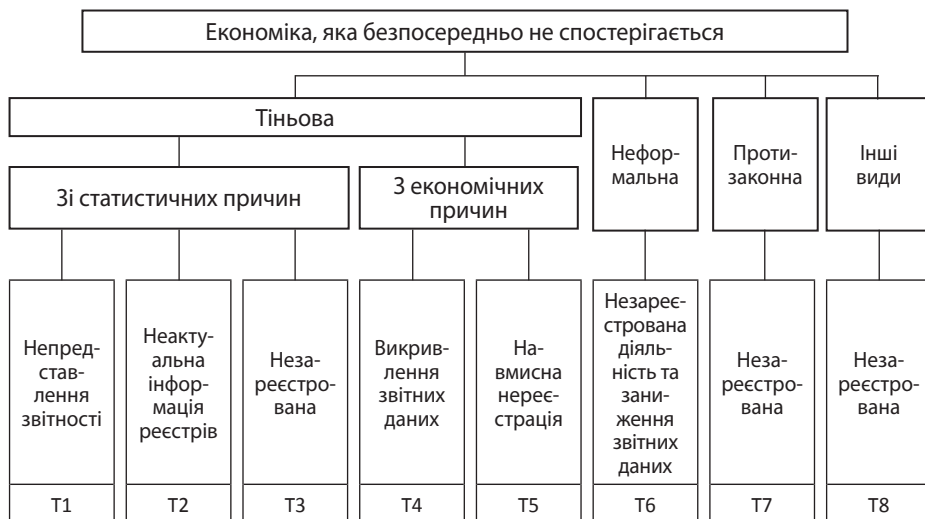 Економіка, яка безпосередньо не спостерігається
Тіньова
Нефор-
мальна
Проти-
законна
Інші
види
Зі статистичних причин
З економічних
причин
Непред-
став-
лення
звітності
Неакту-
альна
інфор-
мація
реєстрів
Неза-
реєстро-
вана
Викрив-
лення
звітних
даних
На-
вмисна
нереє-
страція
Незареє-
стрована
діяль-
ність та
зани-
ження
звітних
даних
Неза-
реєстро-
вана
Неза-
реєстро-
вана
Т1
Т2
Т3
Т4
Т5
Т6
Т7
Т8